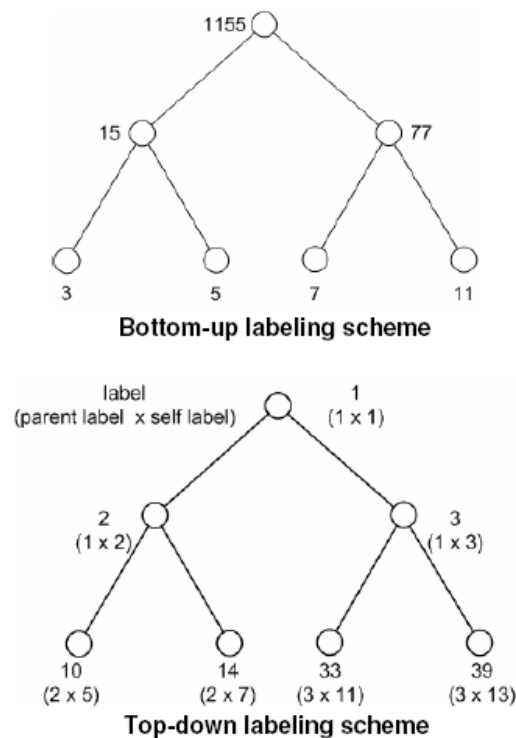 1155
15 77
3 5 7 11
Bottom-up labeling scheme
label 1
(parent label x self label) (1 x 1)
2 3
(1 x 2) (1 x 3)
10 14 33 39
(2 x 5) (2 x 7) (3 x 11) (3 x 13)
Top-down labeling scheme